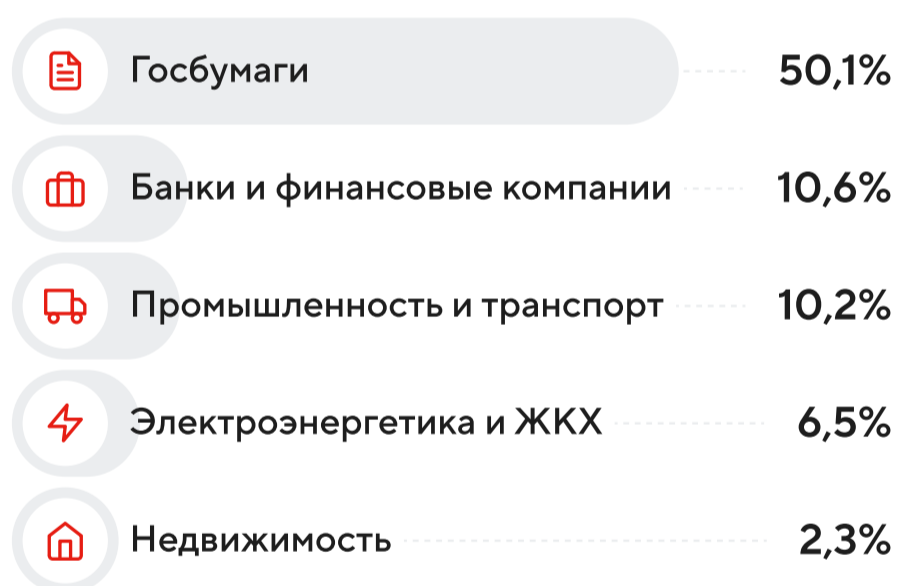 Госбумаги 50,1%
Банки и финансовые компании 10,6%
Промышленность и транспорт 10,2%
Электроэнергетика и ЖКХ 6,5%
Недвижимость 2,3%